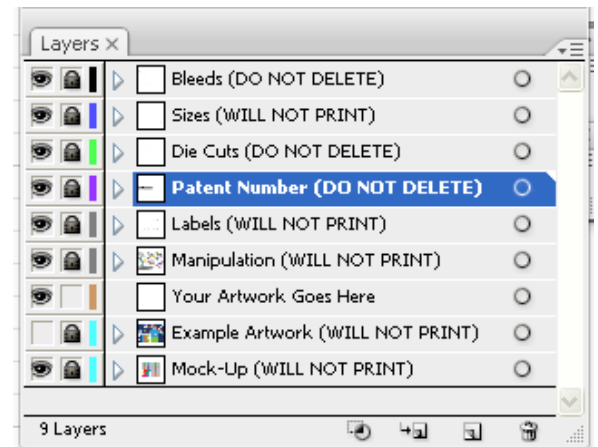 Layers
Bleeds (DO NOT DELETE)
Sizes (WILL NOT PRINT)
Die Cuts (DO NOT DELETE)
Patent Number (DO NOT DELETE)
Labels (WILL NOT PRINT)
Manipulation (WILL NOT PRINT)
Your Artwork Goes Here
Example Artwork (WILL NOT PRINT)
Mock-Up (WILL NOT PRINT)
9 Layers